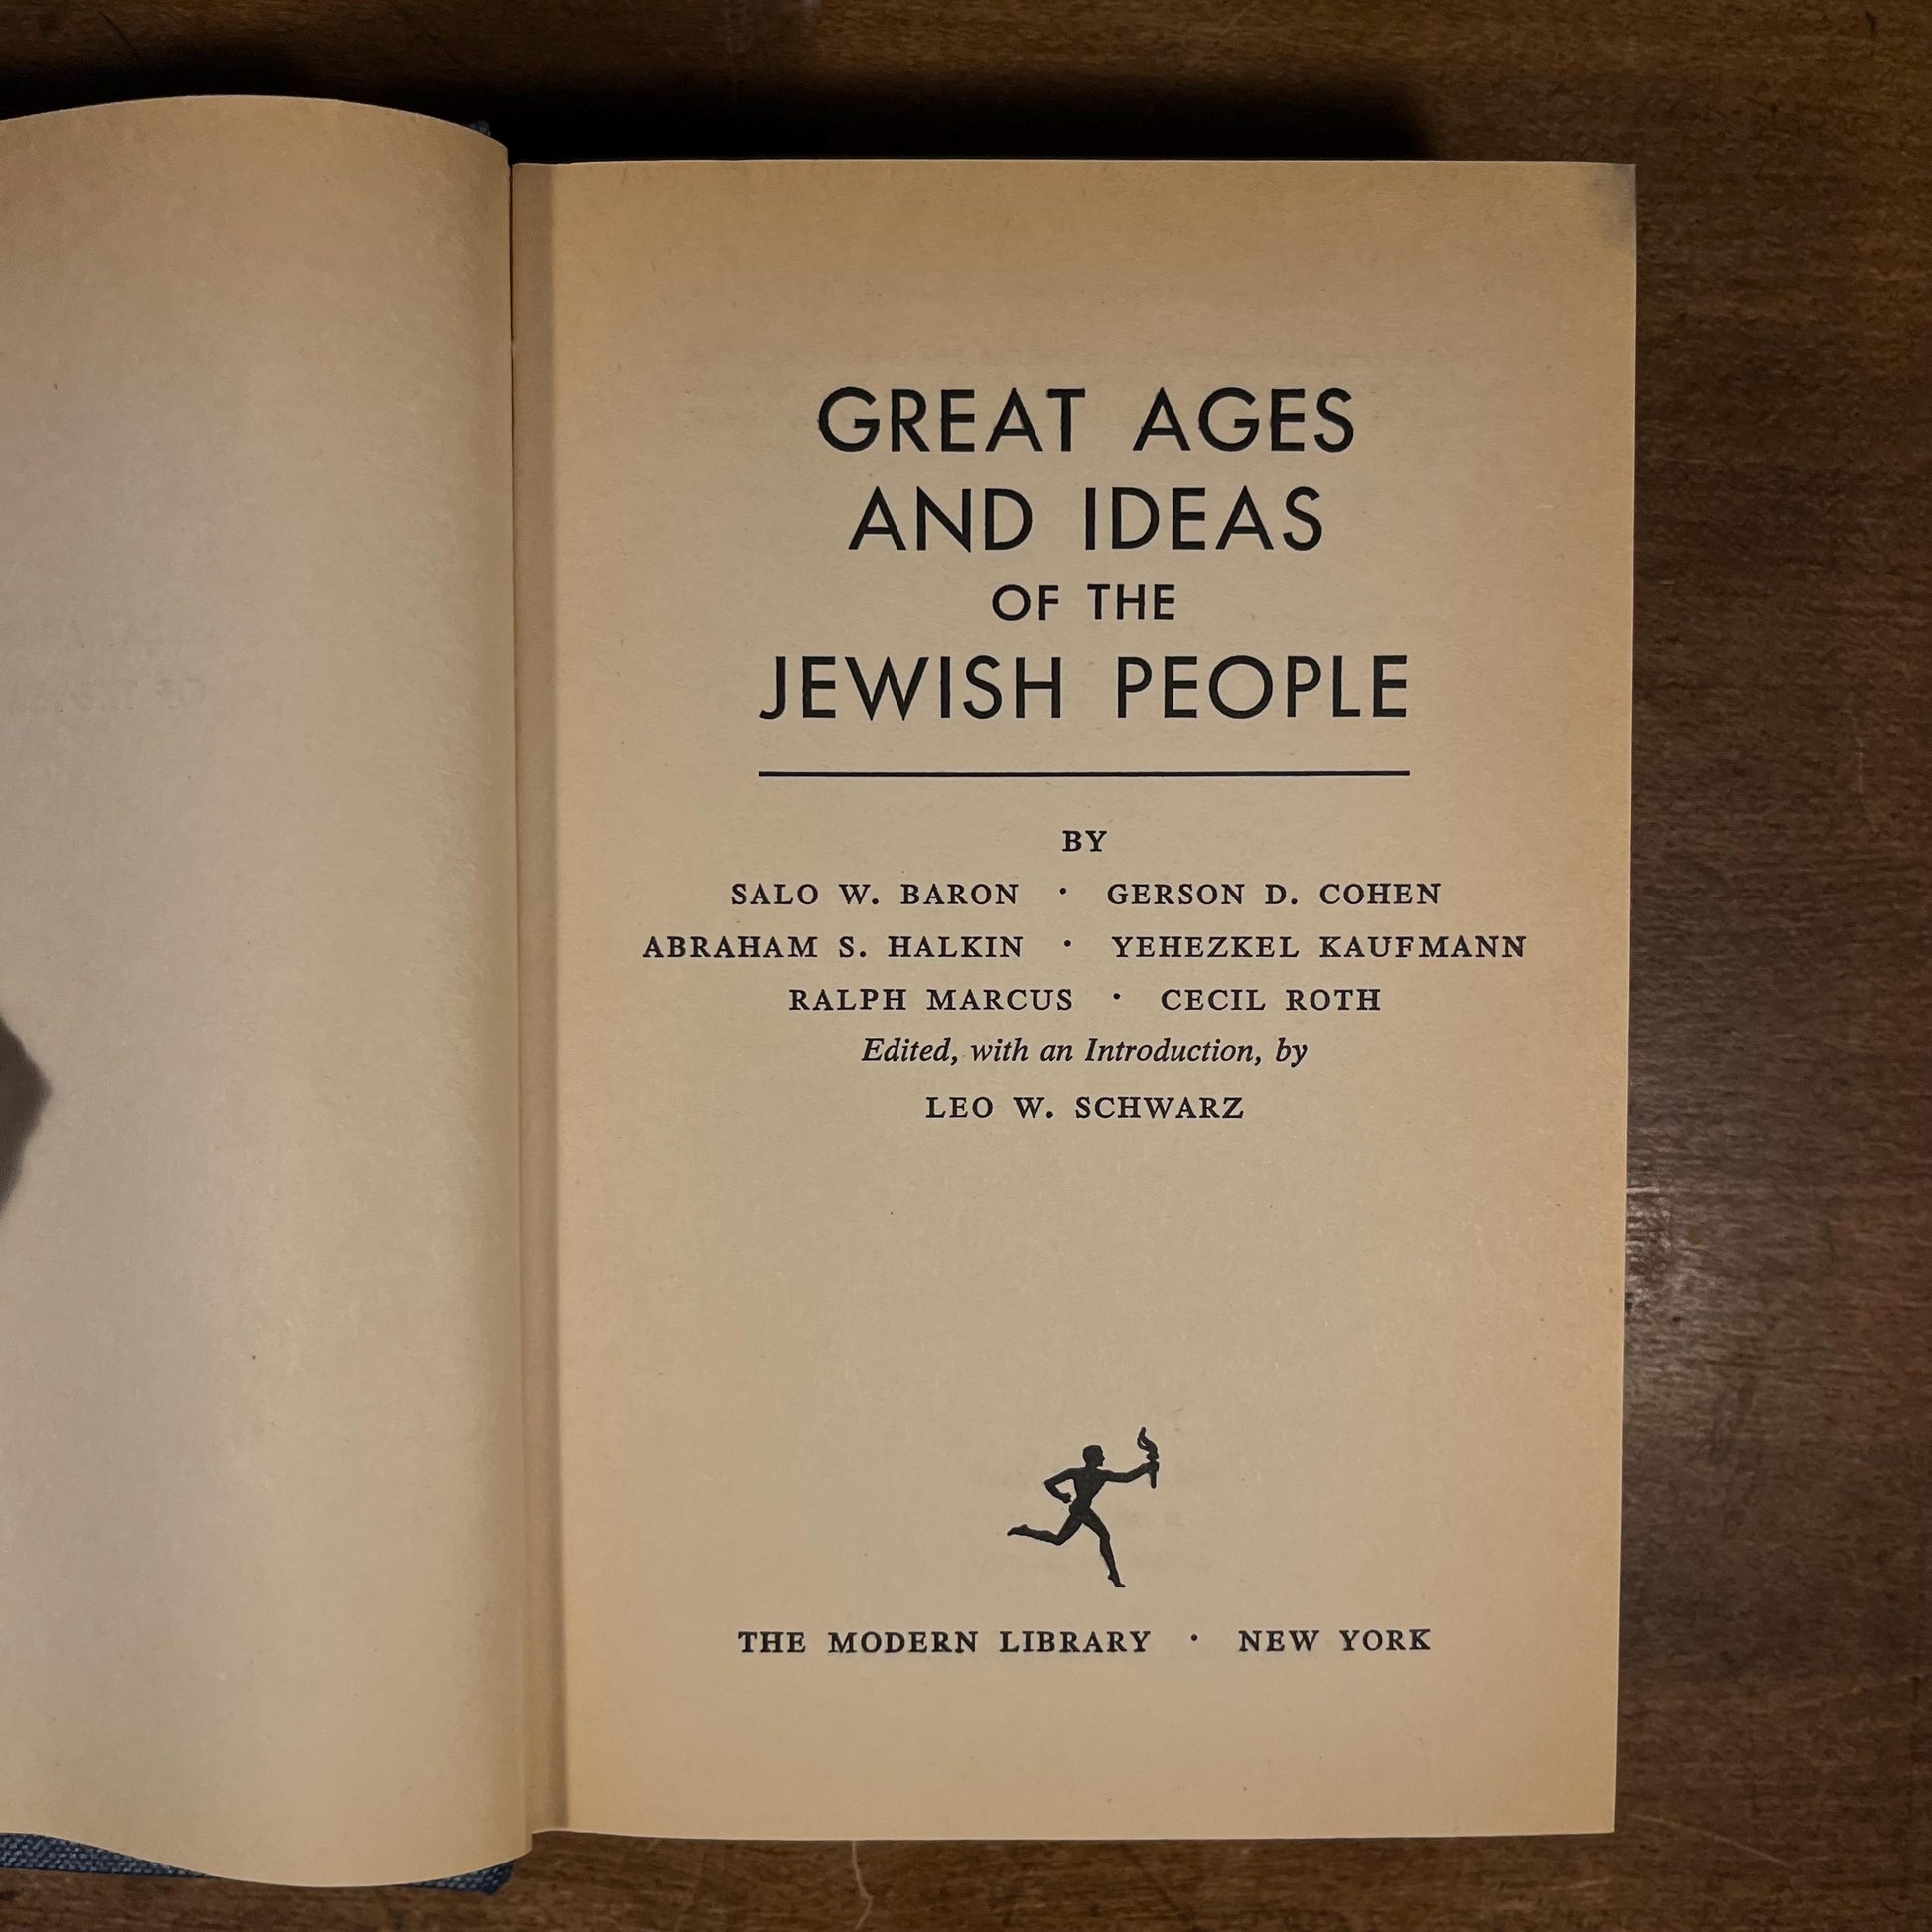 GREAT AGES
AND IDEAS
OF THE
JEWISH PEOPLE
BY
SALO W. BARON · GERSON D. COHEN
ABRAHAM S. HALKIN · YEHEZKEL KAUFMANN
RALPH MARCUS · CECIL ROTH
Edited, with an Introduction, by
LEO W. SCHWARZ
THE MODERN LIBRARY · NEW YORK